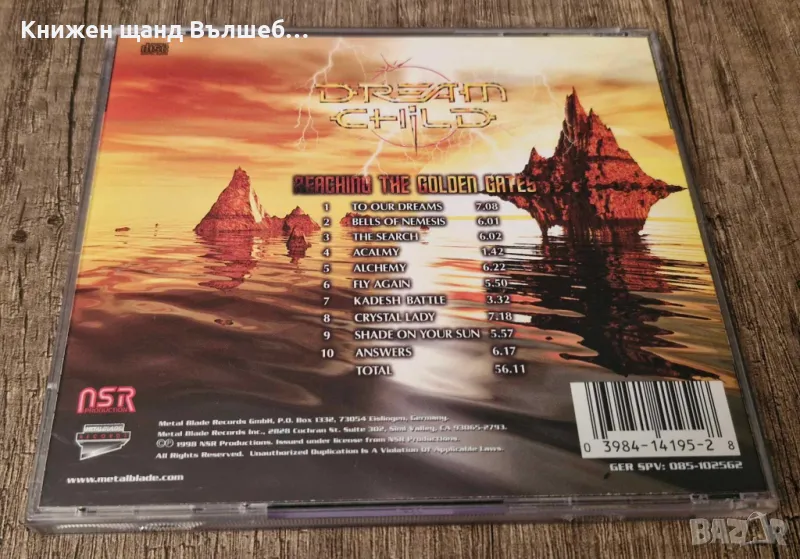 Книжен щанд Вълшеб...
DREAM
CHILD
REACHING THE GOLDEN GATES
1 TO OUR DREAMS 7.08
2 BELLS OF NEMESIS 6.01
3 THE SEARCH 6.02
4 ACALMY 1.42
5 ALCHEMY 6.22
6 FLY AGAIN 5.50
7 KADESH BATTLE 3.32
8 CRYSTAL LADY 7.18
9 SHADE ON YOUR SUN 5.57
10 ANSWERS 6.17
TOTAL 56.11
NSR
PRODUCTION
METAL BLADE
RECORDS
www.metalblade.com
Metal Blade Records GmbH, P.O. Box 1332, 73054 Eislingen, Germany.
Metal Blade Records Inc., 2828 Cochran St. Suite 302, Simi Valley, CA 93065-2793.
©℗ 1998 NSR Productions. Issued under license from NSR Productions.
All Rights Reserved. Unauthorized Duplication Is A Violation Of Applicable Laws.
0 3984-14195-2 8
GER SPV: 085-102562
BAZAR